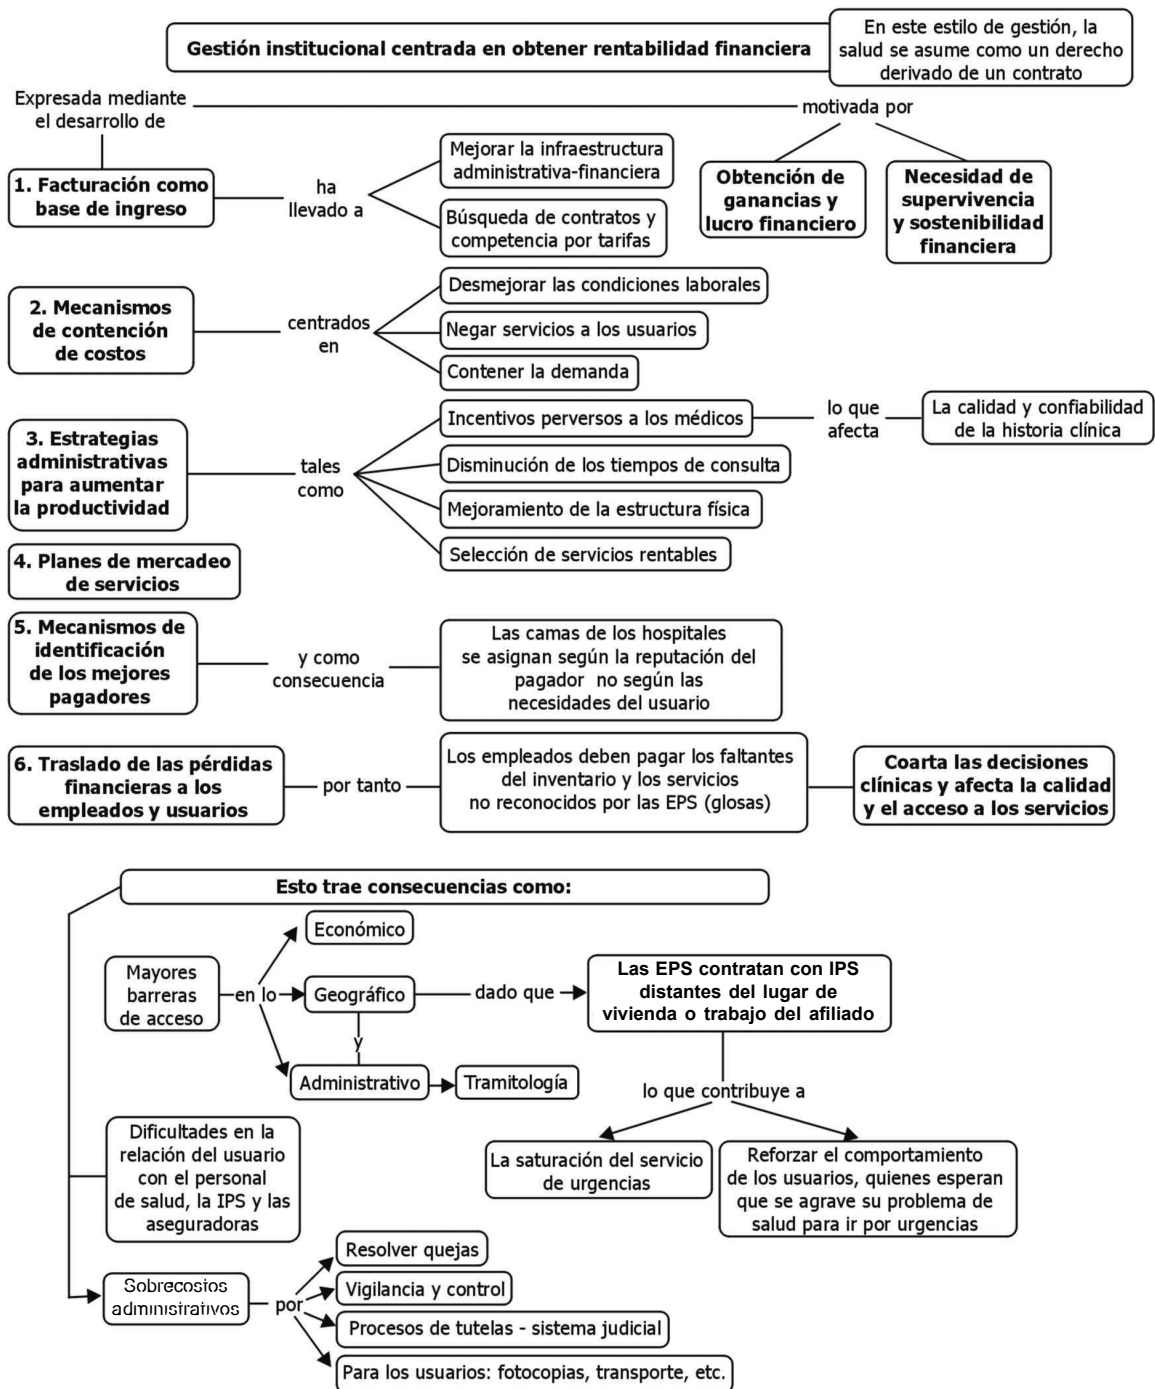 Gestión institucional centrada en obtener rentabilidad financiera
En este estilo de gestión, la
salud se asume como un derecho
derivado de un contrato
Expresada mediante
el desarrollo de
motivada por
Obtención de
ganancias y
lucro financiero
Necesidad de
supervivencia
y sostenibilidad
financiera
1. Facturación como
base de ingreso
ha
llevado a
Mejorar la infraestructura
administrativa-financiera
Búsqueda de contratos y
competencia por tarifas
2. Mecanismos
de contención
de costos
centrados
en
Desmejorar las condiciones laborales
Negar servicios a los usuarios
Contener la demanda
3. Estrategias
administrativas
para aumentar
la productividad
tales
como
Incentivos perversos a los médicos
lo que
afecta
La calidad y confiabilidad
de la historia clínica
Disminución de los tiempos de consulta
Mejoramiento de la estructura física
Selección de servicios rentables
4. Planes de mercadeo
de servicios
5. Mecanismos de
identificación
de los mejores
pagadores
y como
consecuencia
Las camas de los hospitales
se asignan según la reputación del
pagador no según las
necesidades del usuario
6. Traslado de las pérdidas
financieras a los
empleados y usuarios
por tanto
Los empleados deben pagar los faltantes
del inventario y los servicios
no reconocidos por las EPS (glosas)
Coarta las decisiones
clínicas y afecta la calidad
y el acceso a los servicios
Esto trae consecuencias como:
Mayores
barreras
de acceso
en lo
Económico
Geográfico
y
Administrativo
Tramitología
dado que
Las EPS contratan con IPS
distantes del lugar de
vivienda o trabajo del afiliado
lo que contribuye a
La saturación del servicio
de urgencias
Reforzar el comportamiento
de los usuarios, quienes esperan
que se agrave su problema de
salud para ir por urgencias
Dificultades en la
relación del usuario
con el personal
de salud, la IPS y las
aseguradoras
Sobrecostos
administrativos
por
Resolver quejas
Vigilancia y control
Procesos de tutelas - sistema judicial
Para los usuarios: fotocopias, transporte, etc.